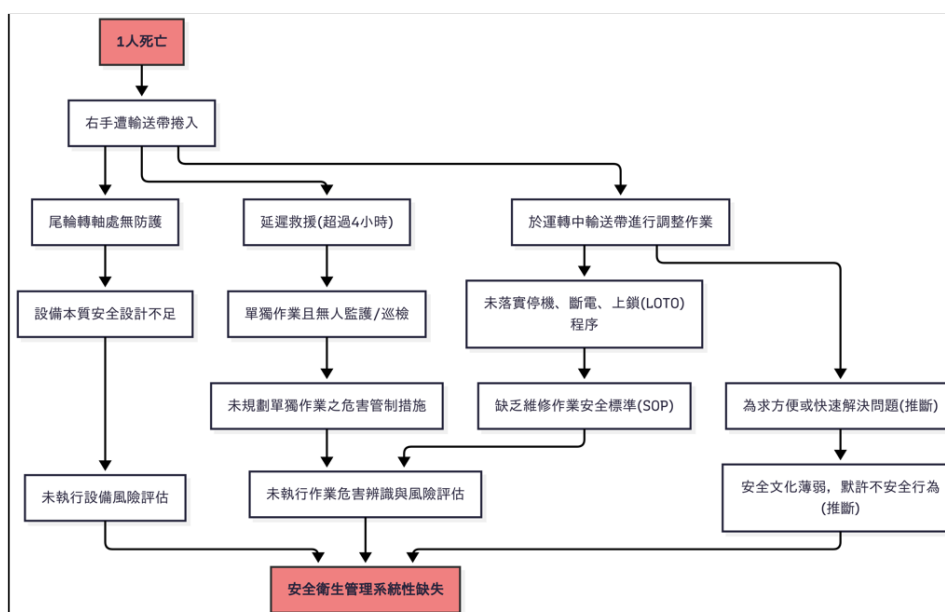 1人死亡
右手遭輸送帶捲入
尾輪轉軸處無防護
延遲救援(超過4小時)
於運轉中輸送帶進行調整作業
設備本質安全設計不足
單獨作業且無人監護/巡檢
未落實停機、斷電、上鎖(LOTO)
程序
未規劃單獨作業之危害管制措施
缺乏維修作業安全標準(SOP)
為求方便或快速解決問題(推斷)
未執行設備風險評估
未執行作業危害辨識與風險評估
安全文化薄弱，默許不安全行為
(推斷)
安全衛生管理系統性缺失